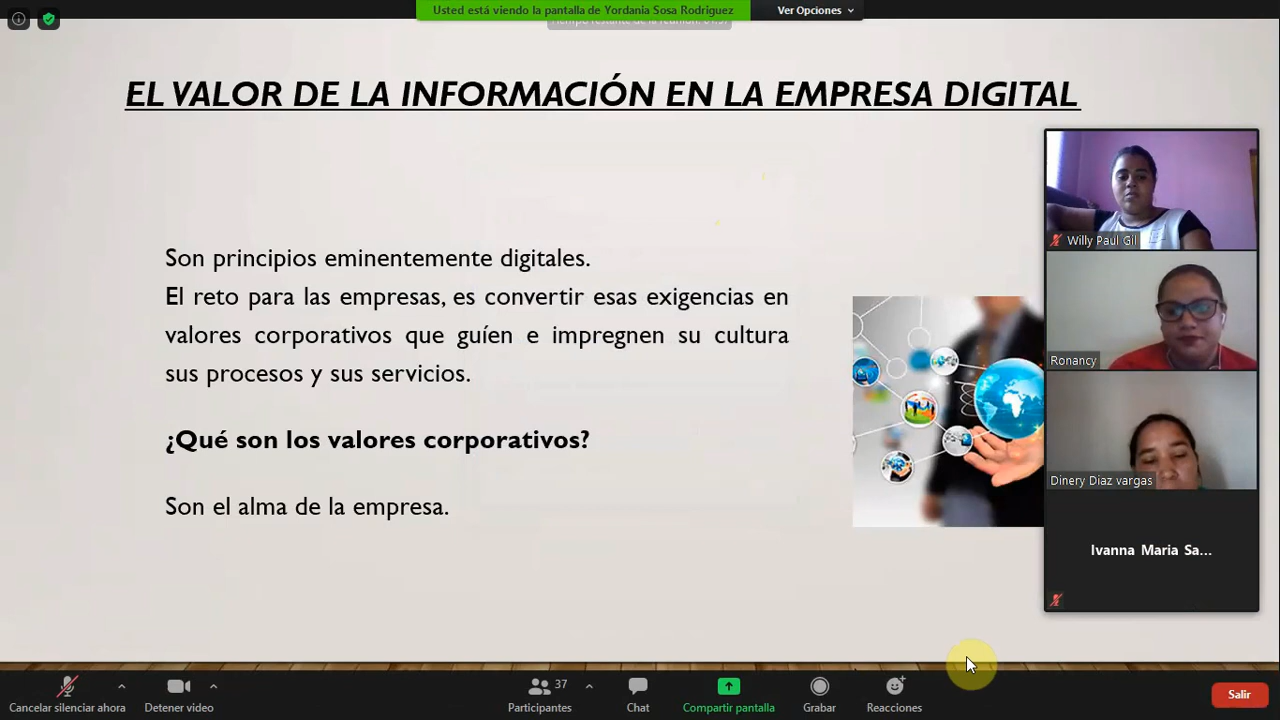 Usted está viendo la pantalla de Yordania Sosa Rodriguez
Ver Opciones
EL VALOR DE LA INFORMACIÓN EN LA EMPRESA DIGITAL
Son principios eminentemente digitales.
El reto para las empresas, es convertir esas exigencias en
valores corporativos que guíen e impregnen su cultura
sus procesos y sus servicios.
¿Qué son los valores corporativos?
Son el alma de la empresa.
Willy Paul Gil
Ronancy
Dinery Diaz vargas
Ivanna Maria Sa...
Cancelar silenciar ahora
Detener video
37
Participantes
Chat
Compartir pantalla
Grabar
Reacciones
Salir